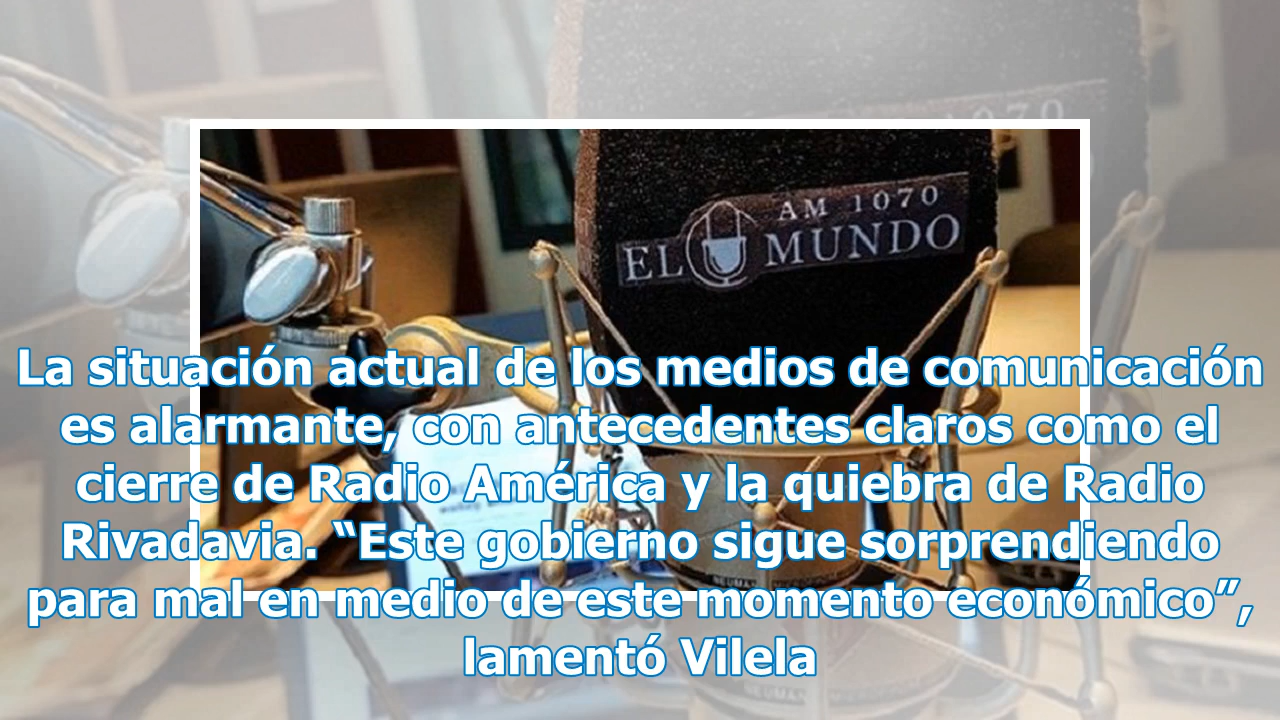 AM 1070
EL MUNDO
La situación actual de los medios de comunicación
es alarmante, con antecedentes claros como el
cierre de Radio América y la quiebra de Radio
Rivadavia. “Este gobierno sigue sorprendiendo
para mal en medio de este momento económico”,
lamentó Vilela